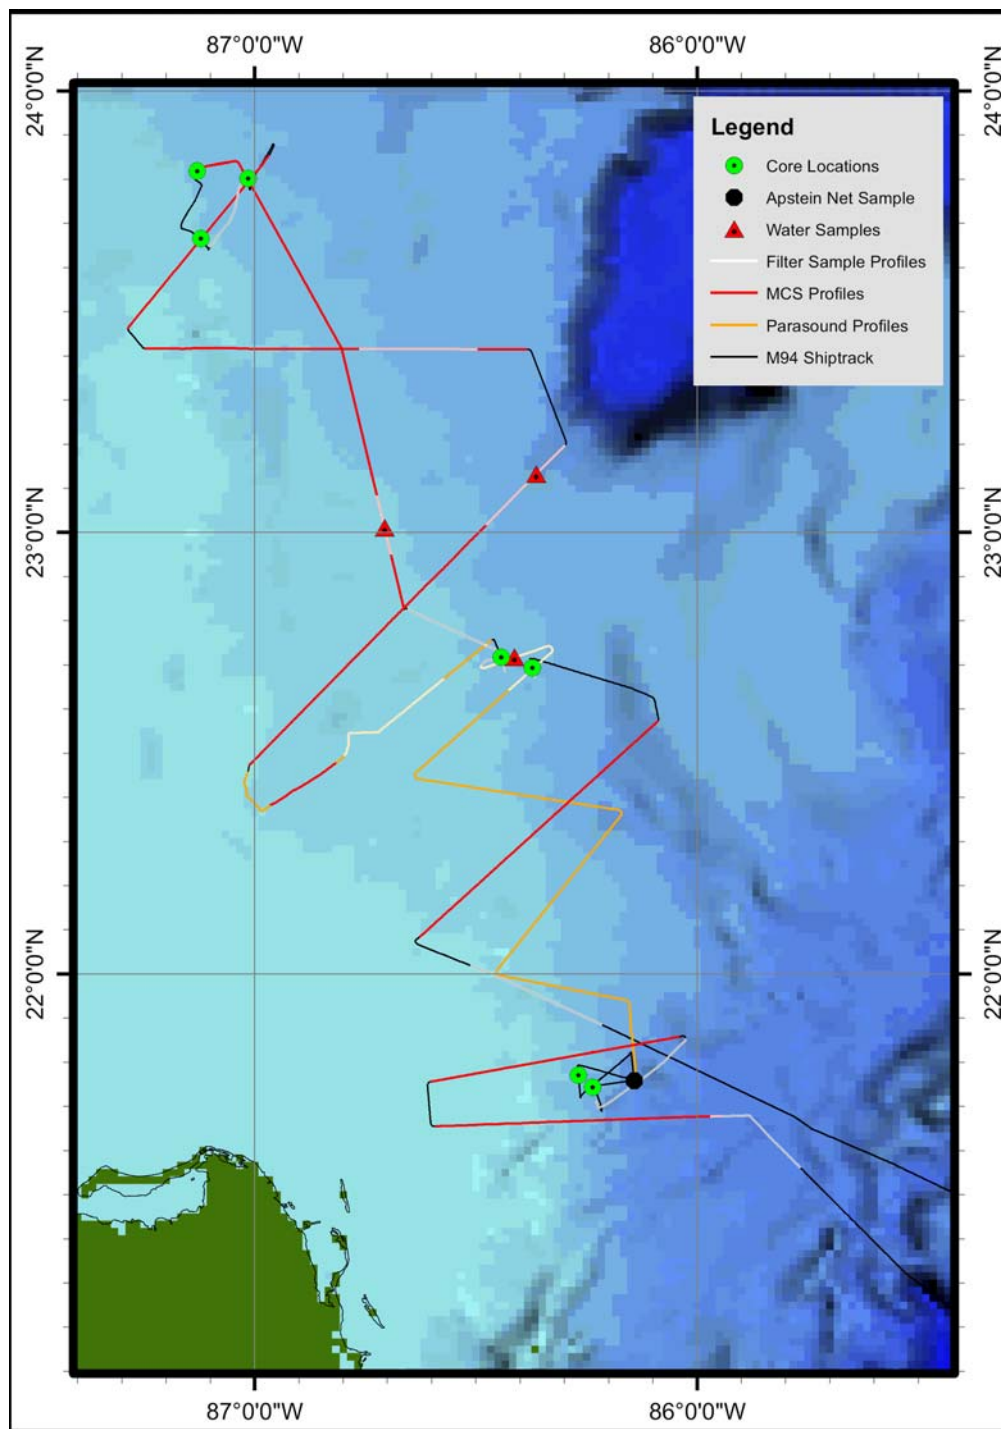 87°0'0"W 86°0'0"W
24°0'0"N 24°0'0"N
Legend
Core Locations
Apstein Net Sample
Water Samples
Filter Sample Profiles
MCS Profiles
Parasound Profiles
M94 Shiptrack
23°0'0"N 23°0'0"N
22°0'0"N 22°0'0"N
87°0'0"W 86°0'0"W